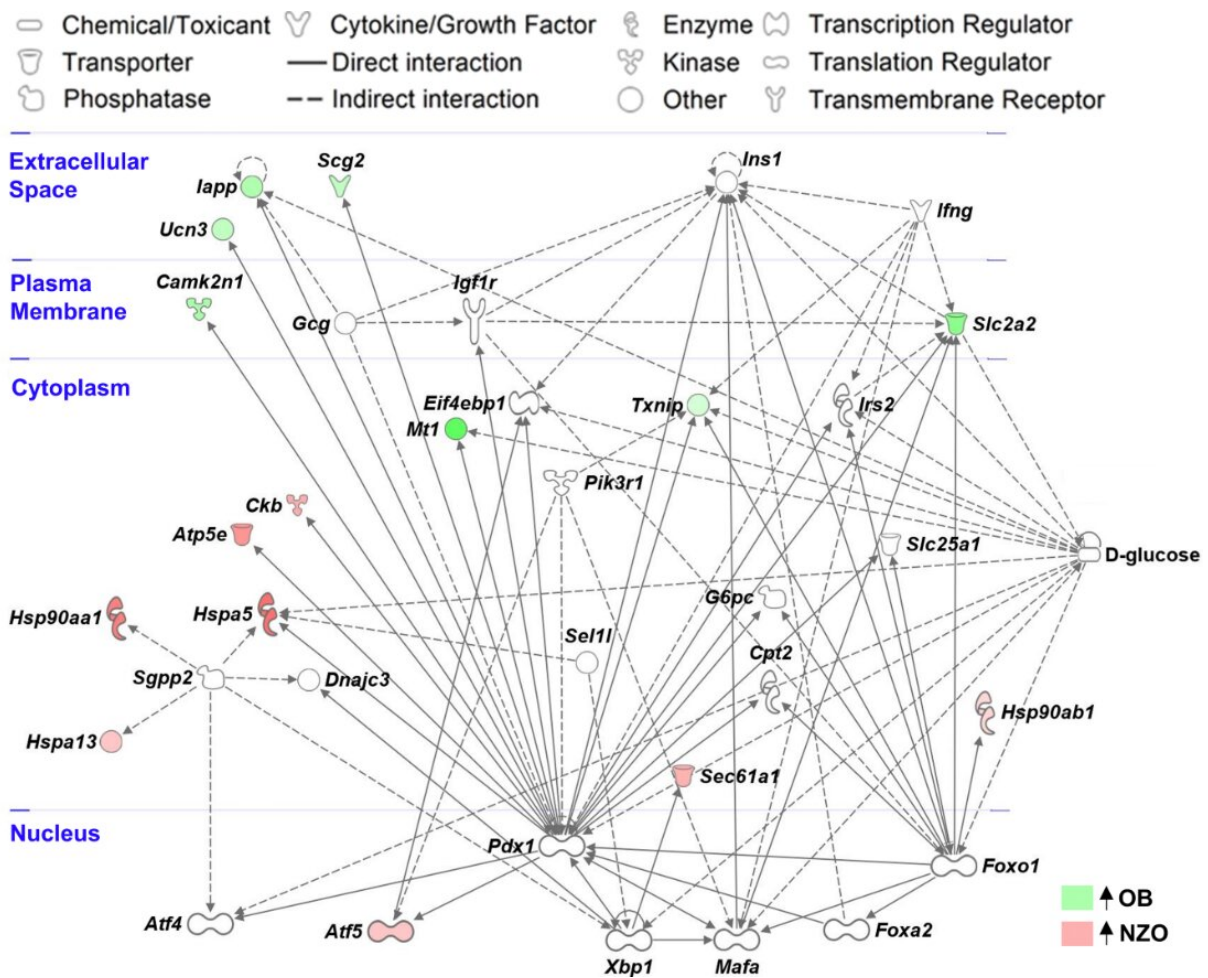 Chemical/Toxicant Cytokine/Growth Factor Enzyme Transcription Regulator
Transporter Direct interaction Kinase Translation Regulator
Phosphatase Indirect interaction Other Transmembrane Receptor
Extracellular
Space
Scg2
Ins1
Iapp
Ifng
Ucn3
Plasma
Membrane
Camk2n1
Igf1r
Gcg
Slc2a2
Cytoplasm
Eif4ebp1
Txnip
Irs2
Mt1
Pik3r1
Ckb
Atp5e
Slc25a1
D-glucose
G6pc
Hsp90aa1
Hspa5
Sel1l
Cpt2
Sgpp2
Dnajc3
Hsp90ab1
Hspa13
Sec61a1
Nucleus
Pdx1
Foxo1
OB
Atf4
Atf5
Foxa2
NZO
Xbp1
Mafa